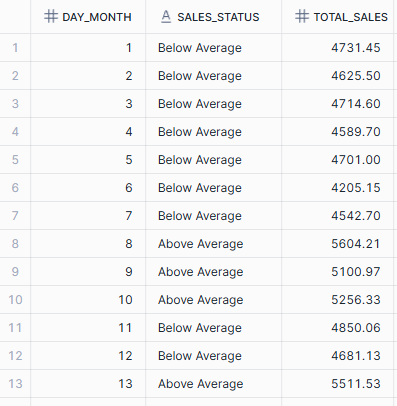 # DAY_MONTH A SALES_STATUS # TOTAL_SALES
1 1 Below Average 4731.45
2 2 Below Average 4625.50
3 3 Below Average 4714.60
4 4 Below Average 4589.70
5 5 Below Average 4701.00
6 6 Below Average 4205.15
7 7 Below Average 4542.70
8 8 Above Average 5604.21
9 9 Above Average 5100.97
10 10 Above Average 5256.33
11 11 Below Average 4850.06
12 12 Below Average 4681.13
13 13 Above Average 5511.53